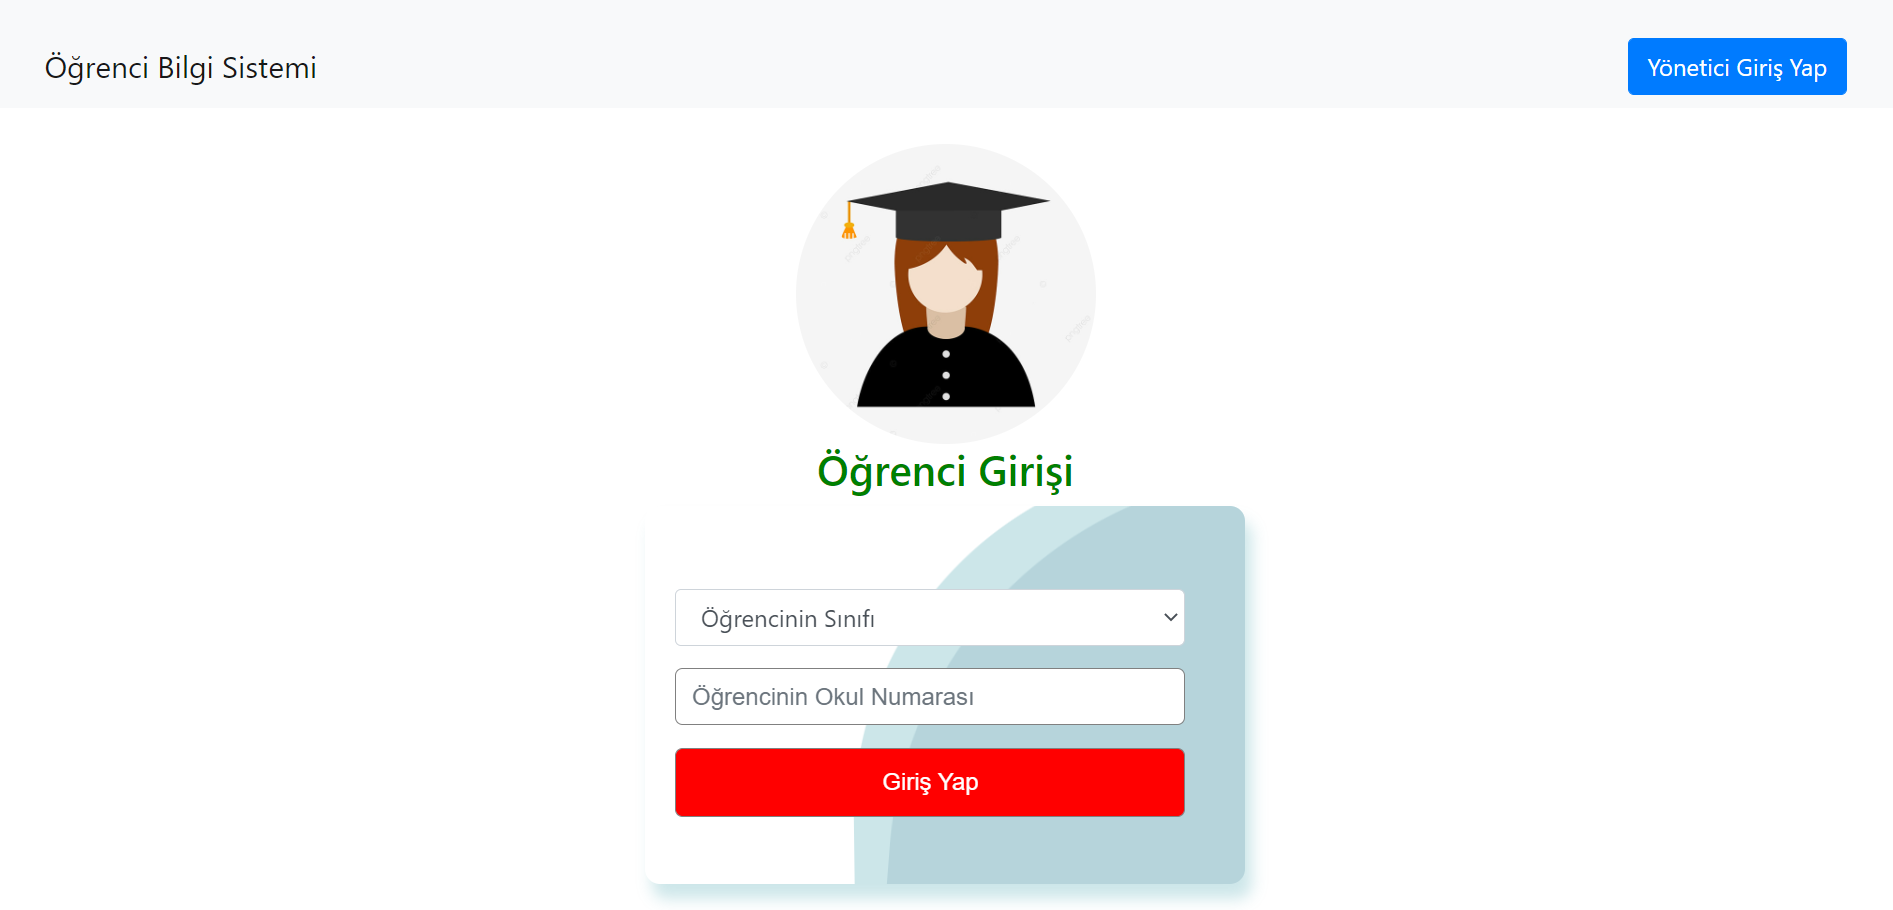 Öğrenci Bilgi Sistemi
Yönetici Giriş Yap
Öğrenci Girişi
Öğrencinin Sınıfı
Öğrencinin Okul Numarası
Giriş Yap